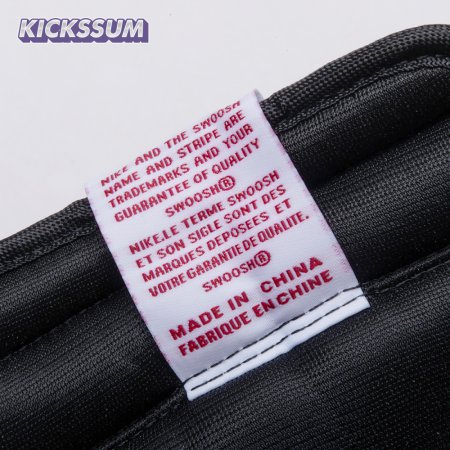 KICKSSUM
NIKE AND THE SWOOSH
NAME AND STRIPE ARE
TRADEMARKS AND YOUR
GUARANTEE OF QUALITY
SWOOSH®
NIKE.LE TERME SWOOSH
ET SON SIGLE SONT DES
MARQUES DEPOSEES ET
VOTRE GARANTIE DE QUALITE.
SWOOSH®
MADE IN CHINA
FABRIQUE EN CHINE